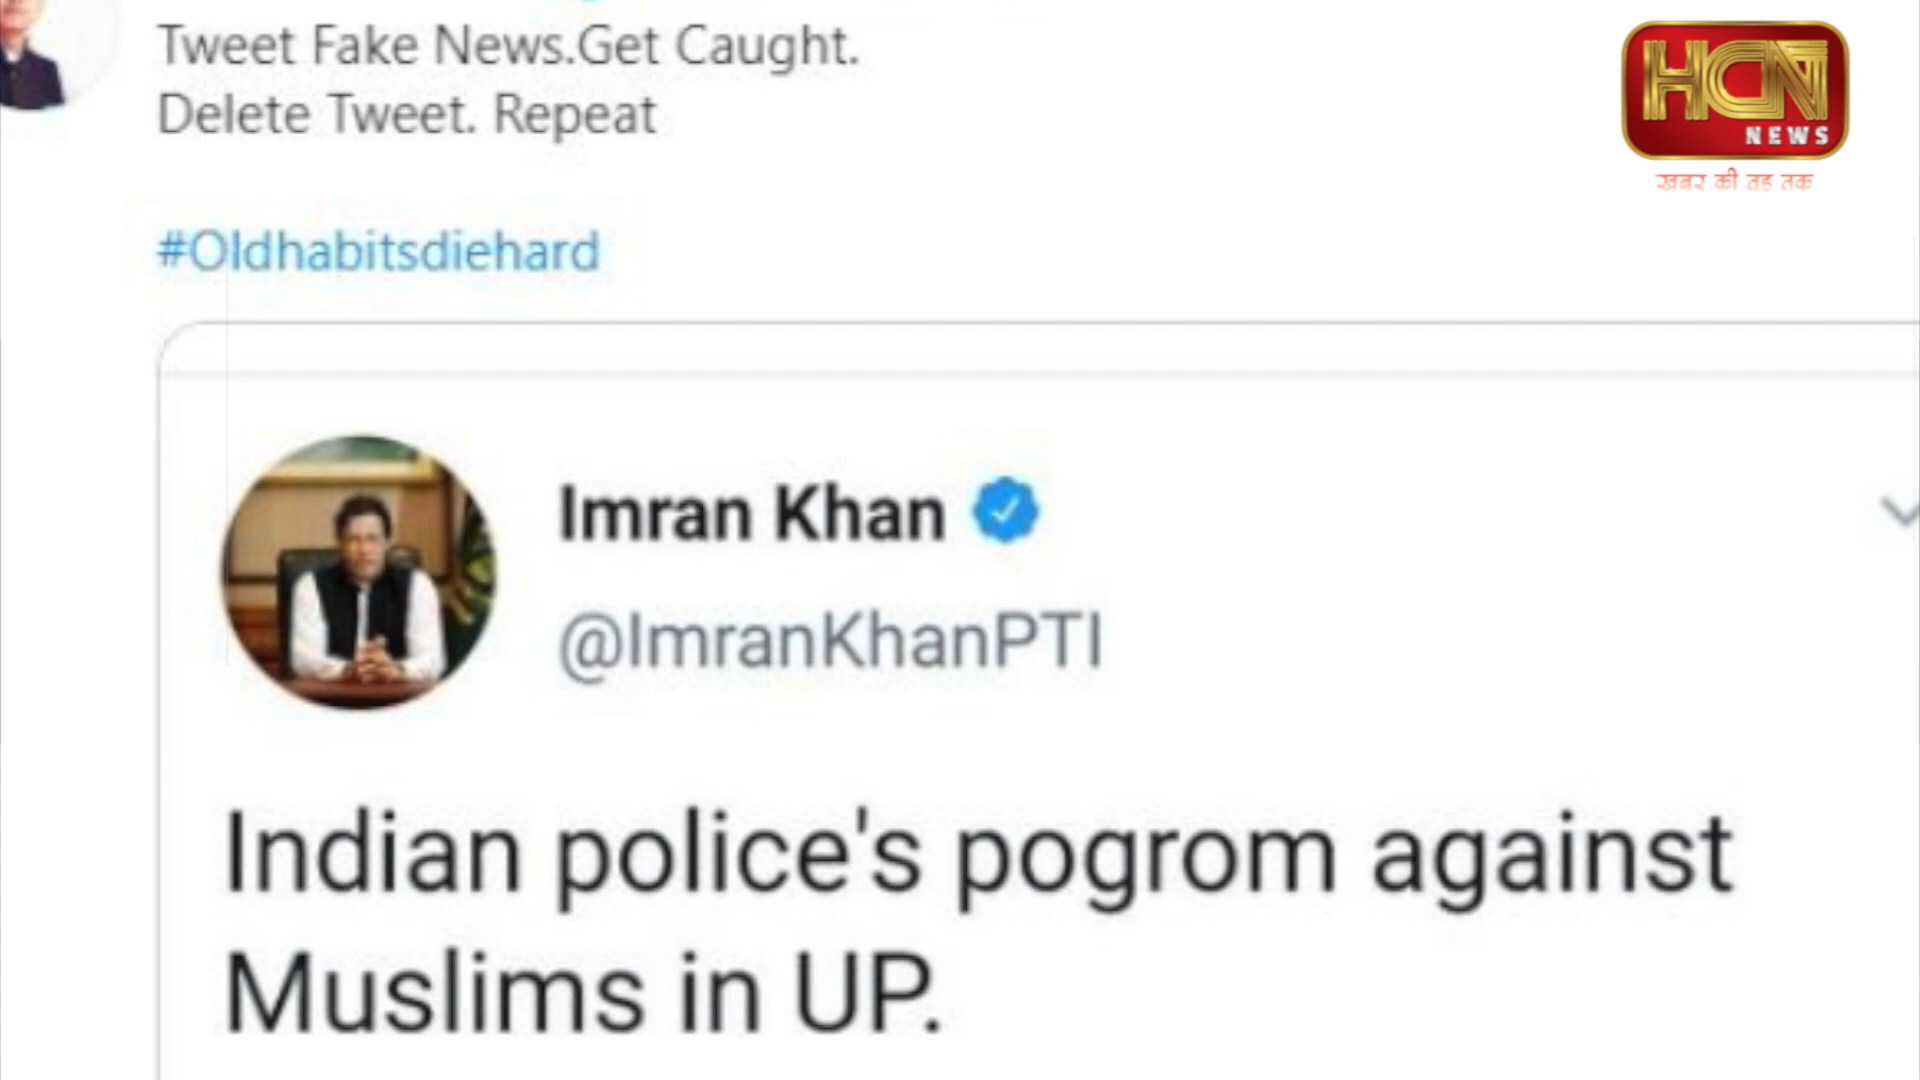 Tweet Fake News.Get Caught.
Delete Tweet. Repeat
#Oldhabitsdiehard
HCN
NEWS
खबर की तह तक
Imran Khan
@ImranKhanPTI
Indian police's pogrom against
Muslims in UP.